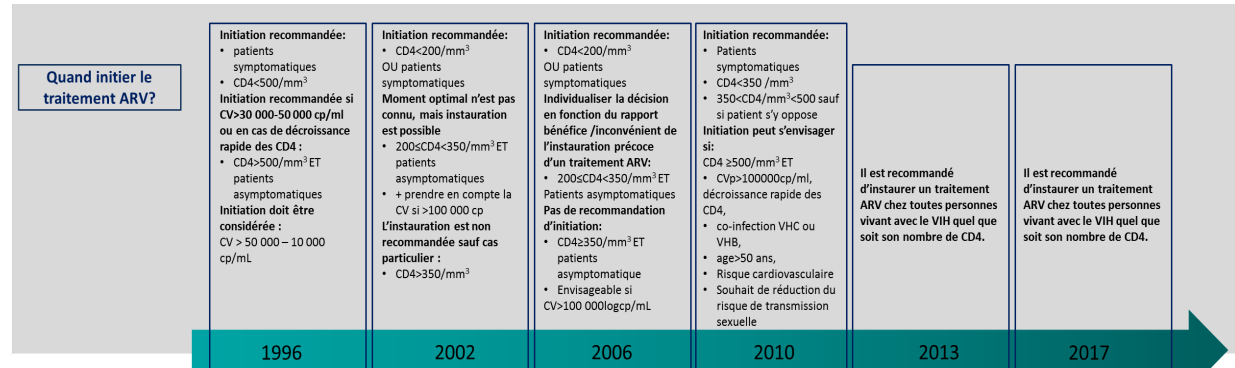 Quand initier le
traitement ARV?
Initiation recommandée:
• patients
symptomatiques
• CD4<500/mm³
Initiation recommandée si
CV>30 000-50 000 cp/ml
ou en cas de décroissance
rapide des CD4 :
• CD4>500/mm³ ET
patients
asymptomatiques
Initiation doit être
considérée :
CV > 50 000 – 10 000
cp/mL
1996
Initiation recommandée:
• CD4<200/mm³
OU patients
symptomatiques
Moment optimal n'est pas
connu, mais instauration
est possible
• 200≤CD4<350/mm³ ET
patients
asymptomatiques
• + prendre en compte la
CV si >100 000 cp
L'instauration est non
recommandée sauf cas
particulier :
• CD4>350/mm³
2002
Initiation recommandée:
• CD4<200/mm³
OU patients
symptomatiques
Individualiser la décision
en fonction du rapport
bénéfice /inconvénient de
l'instauration précoce
d'un traitement ARV:
• 200≤CD4<350/mm³ ET
Patients asymptomatiques
Pas de recommandation
d'initiation:
• CD4≥350/mm³ ET
patients
asymptomatique
• Envisageable si
CV>100 000logcp/mL
2006
Initiation recommandée:
• Patients
symptomatiques
• CD4<350 /mm³
• 350<CD4/mm³<500 sauf
si patient s'y oppose
Initiation peut s'envisager
si:
CD4 ≥500/mm³ ET
• CVp>100000cp/ml,
décroissance rapide des
CD4,
• co-infection VHC ou
VHB,
• age>50 ans,
• Risque cardiovasculaire
• Souhait de réduction du
risque de transmission
sexuelle
2010
Il est recommandé
d'instaurer un traitement
ARV chez toutes personnes
vivant avec le VIH quel que
soit son nombre de CD4.
2013
Il est recommandé
d'instaurer un traitement
ARV chez toutes personnes
vivant avec le VIH quel que
soit son nombre de CD4.
2017